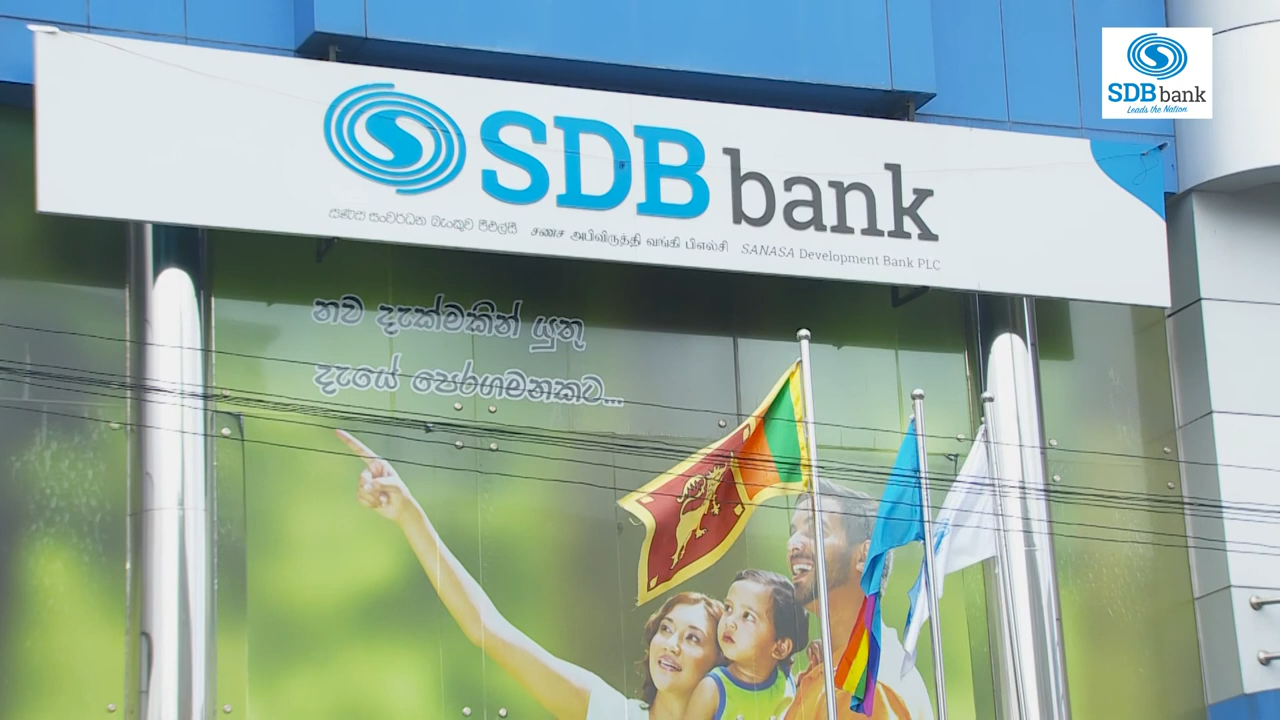 SDB bank
සණස සංවර්ධන බැංකුව පීඑල්සී சணச அபிவிருத்தி வங்கி பிஎல்சி SANASA Development Bank PLC
නව දැක්මකින් යුතු
දැයේ පෙරගමනකට...
SDB bank
Leads the Nation